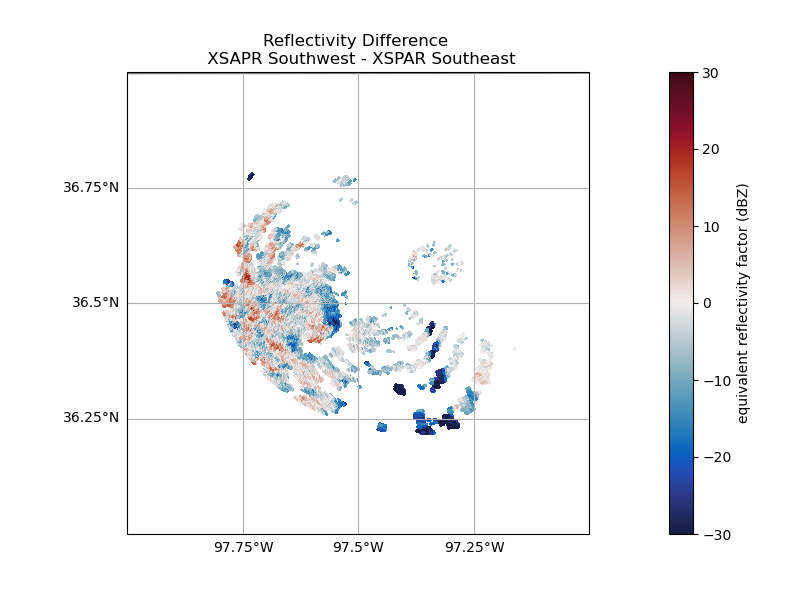 Reflectivity Difference
XSAPR Southwest - XSPAR Southeast
36.75°N
36.5°N
36.25°N
97.75°W
97.5°W
97.25°W
30
20
10
0
−10
−20
−30
equivalent reflectivity factor (dBZ)